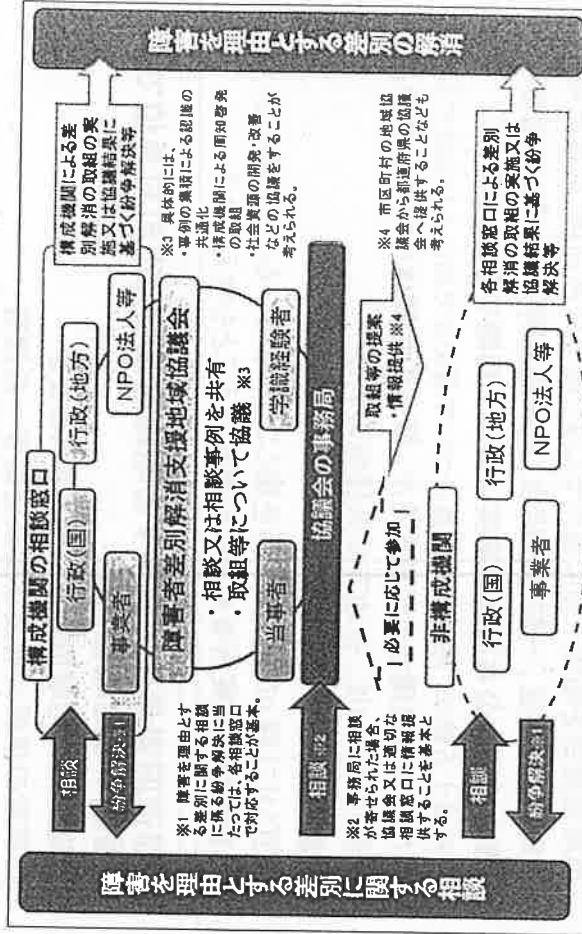 障害を理由とする差別に関する相談
相談
紛争解決※1
※1 障害を理由とす
る差別に関する相談
に係る紛争解決に当
たっては、各相談窓口
で対応することが基本。
相談※2
※2 事務局に相談
が寄せられた場合、
協議会又は適切な
相談窓口に情報提
供することを基本と
する。
相談
紛争解決※1
構成機関の相談窓口
行政(国)
行政(地方)
事業者
NPO法人等
障害者差別解消支援地域協議会
・相談又は相談事例を共有
・取組等について協議 ※3
当事者
学識経験者
協議会の事務局
必要に応じて参加
取組等の提案
・情報提供 ※4
非構成機関
行政(国)
行政(地方)
事業者
NPO法人等
構成機関による差
別解消の取組の実
施又は協議結果に
基づく紛争解決等
※3 具体的には、
・事例の集積による認識の
共通化
・構成機関による周知啓発
の取組
・社会資源の開発・改善
などの協議をすることが
考えられる。
※4 市区町村の地域協
議会から都道府県の協議
会へ提供することなども
考えられる。
各相談窓口による差別
解消の取組の実施又は
協議結果に基づく紛争
解決等
障害を理由とする差別の解消